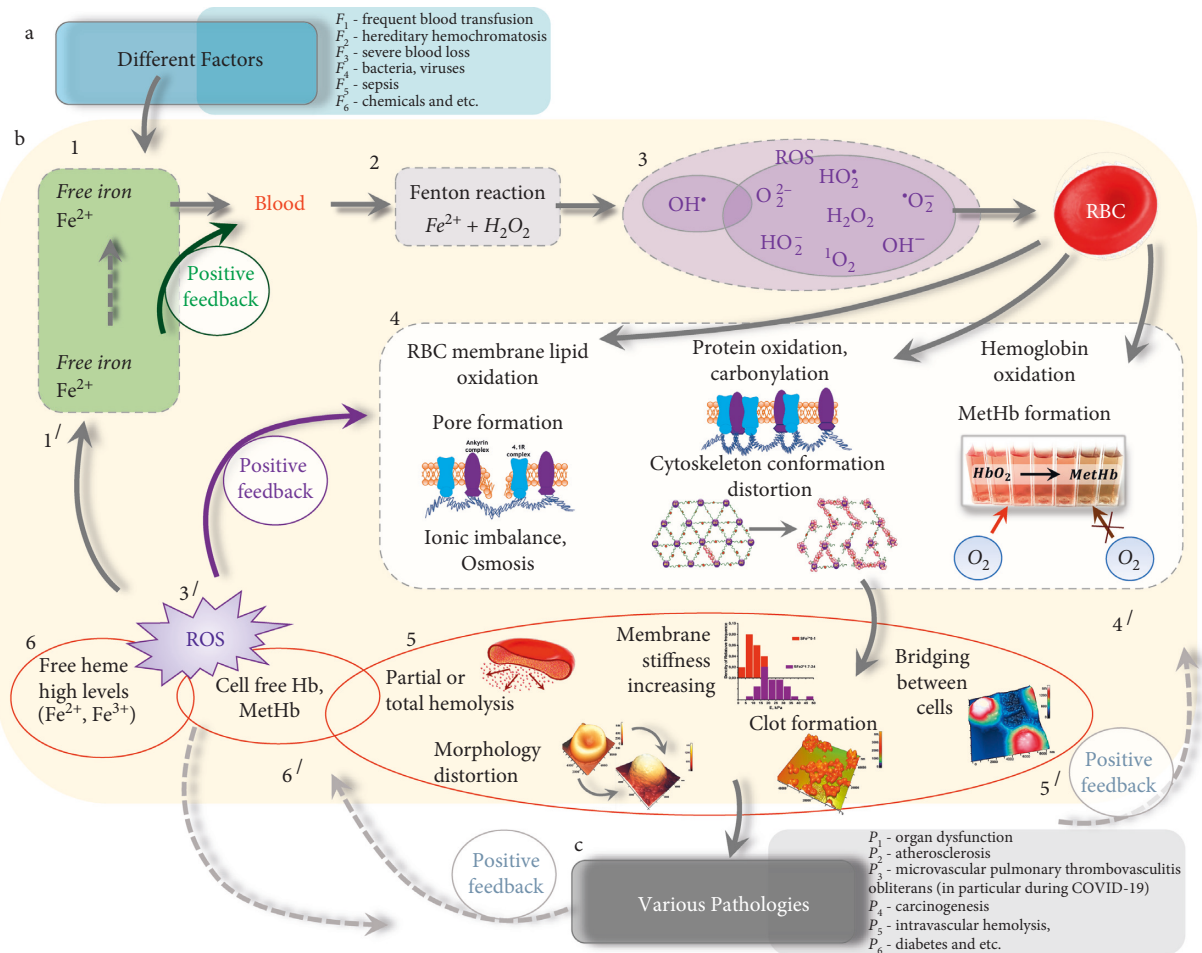 a
Different Factors
F₁ - frequent blood transfusion
F₂ - hereditary hemochromatosis
F₃ - severe blood loss
F₄ - bacteria, viruses
F₅ - sepsis
F₆ - chemicals and etc.
b
1
Free iron
Fe²⁺
Free iron
Fe²⁺
1/
Positive
feedback
Blood
2
Fenton reaction
Fe²⁺ + H₂O₂
3
ROS
OH•
O₂²⁻
HO₂•
•O₂⁻
H₂O₂
HO₂⁻
¹O₂
OH⁻
RBC
4
RBC membrane lipid
oxidation
Pore formation
Ankyrin
complex
4.1R
complex
Ionic imbalance,
Osmosis
Protein oxidation,
carbonylation
Cytoskeleton conformation
distortion
Hemoglobin
oxidation
MetHb formation
HbO₂
MetHb
O₂
O₂
4/
Positive
feedback
3/
ROS
6
Free heme
high levels
(Fe²⁺, Fe³⁺)
Cell free Hb,
MetHb
6/
5
Partial or
total hemolysis
Morphology
distortion
Membrane
stiffness
increasing
Clot formation
Bridging
between
cells
5/
Positive
feedback
Positive
feedback
c
Various Pathologies
P₁ - organ dysfunction
P₂ - atherosclerosis
P₃ - microvascular pulmonary thrombovasculitis
obliterans (in particular during COVID-19)
P₄ - carcinogenesis
P₅ - intravascular hemolysis,
P₆ - diabetes and etc.